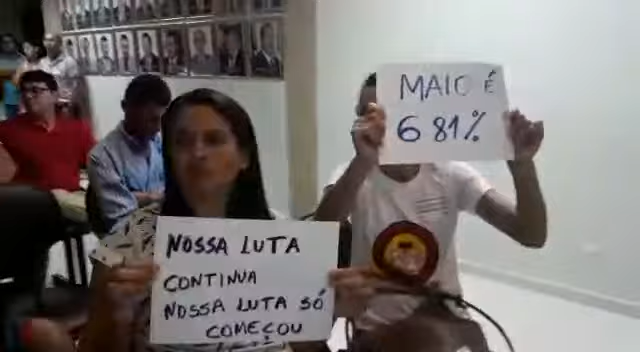 MAIO É
6 81%
NOSSA LUTA
CONTINUA
NOSSA LUTA SÓ
COMEÇOU